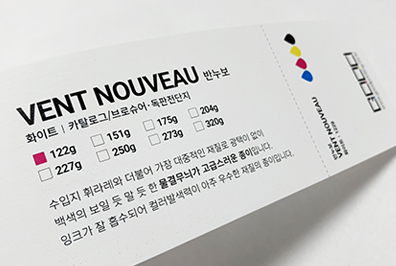 VENT NOUVEAU 반누보
화이트 | 카탈로그/브로슈어·독판전단지
122g 151g 175g 204g
227g 250g 273g 320g
수입지 휘라레와 더불어 가장 대중적인 재질로 광택이 없이
백색의 보일 듯 말 듯 한 물결무늬가 고급스러운 종이입니다.
잉크가 잘 흡수되어 컬러발색력이 아주 우수한 재질의 종이입니다.
VENT NOUVEAU